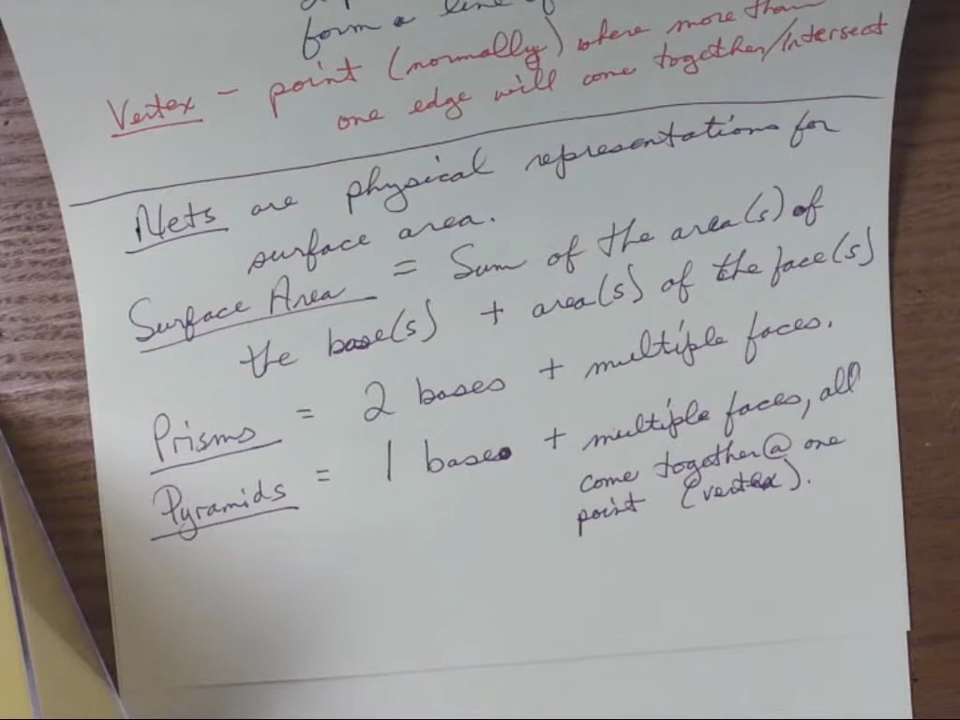 form a line
Vertex - point (normally) where more than
one edge will come together/intersect
Nets are physical representations for
surface area.
Surface Area = Sum of the area(s) of
the base(s) + area(s) of the face(s)
Prisms = 2 bases + multiple faces.
Pyramids = 1 base + multiple faces, all
come together @ one
point (vertex).